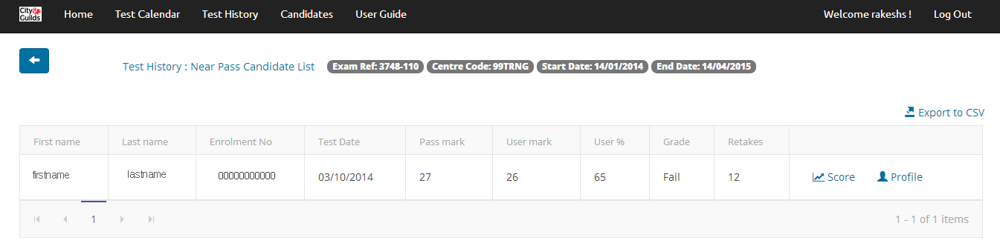 City& Guilds Home Test Calendar Test History Candidates User Guide Welcome rakeshs ! Log Out
Test History : Near Pass Candidate List Exam Ref: 3748-110 Centre Code: 99TRNG Start Date: 14/01/2014 End Date: 14/04/2015
Export to CSV
First name Last name Enrolment No Test Date Pass mark User mark User % Grade Retakes
firstname lastname 00000000000 03/10/2014 27 26 65 Fail 12 Score Profile
1 1 - 1 of 1 items